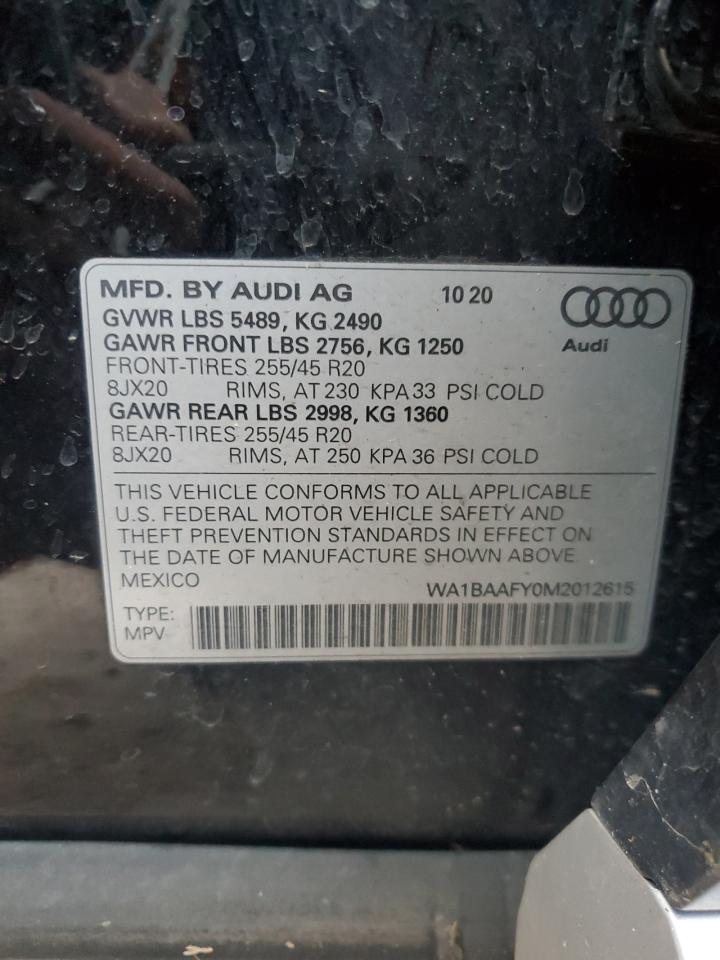 MFD. BY AUDI AG 10 20
GVWR LBS 5489, KG 2490
GAWR FRONT LBS 2756, KG 1250
Audi
FRONT-TIRES 255/45 R20
8JX20 RIMS, AT 230 KPA 33 PSI COLD
GAWR REAR LBS 2998, KG 1360
REAR-TIRES 255/45 R20
8JX20 RIMS, AT 250 KPA 36 PSI COLD
THIS VEHICLE CONFORMS TO ALL APPLICABLE
U.S. FEDERAL MOTOR VEHICLE SAFETY AND
THEFT PREVENTION STANDARDS IN EFFECT ON
THE DATE OF MANUFACTURE SHOWN ABOVE.
MEXICO WA1BAAFY0M2012615
TYPE:
MPV